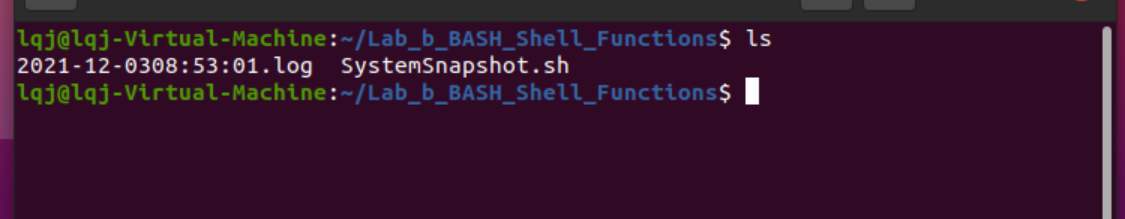 lqj@lqj-Virtual-Machine:~/Lab_b_BASH_Shell_Functions$ ls
2021-12-0308:53:01.log  SystemSnapshot.sh
lqj@lqj-Virtual-Machine:~/Lab_b_BASH_Shell_Functions$